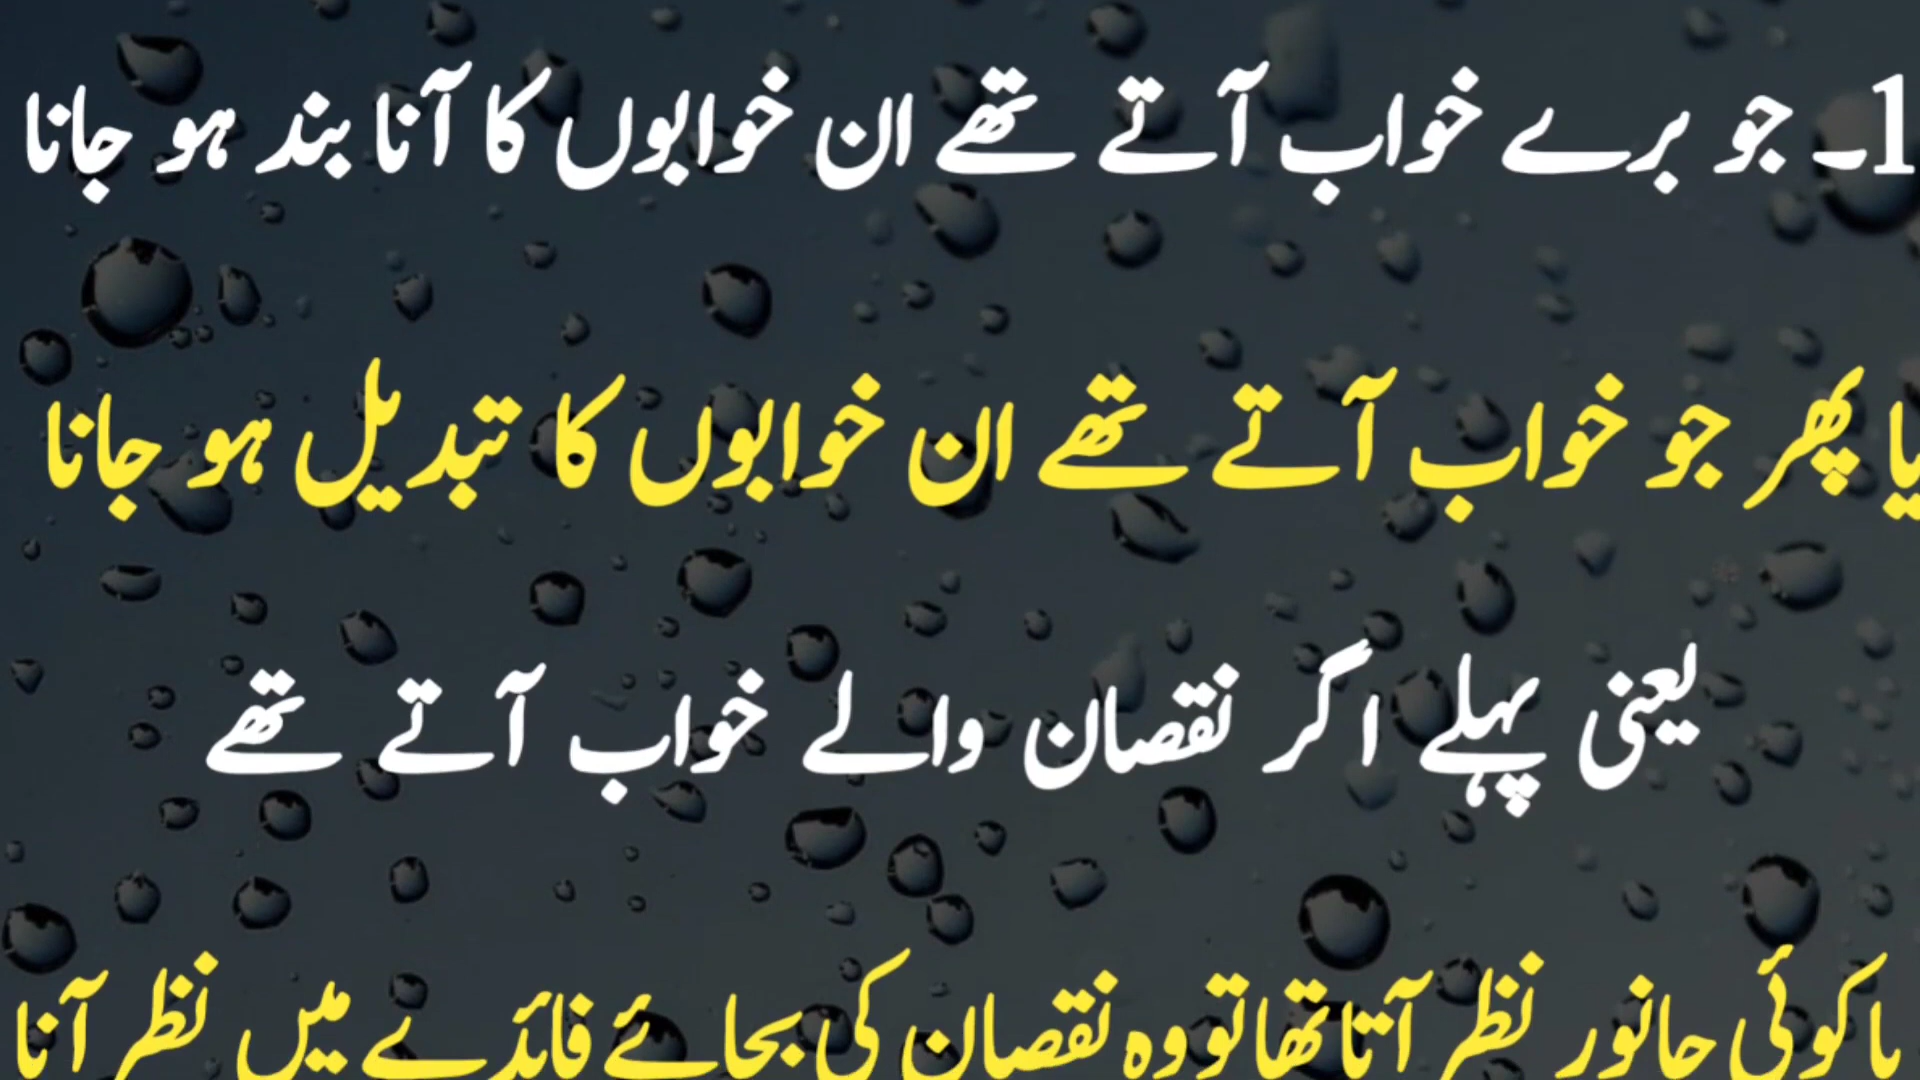 1۔ جو برے خواب آتے تھے ان خوابوں کا آنا بند ہو جانا
یا پھر جو خواب آتے تھے ان خوابوں کا تبدیل ہو جانا
یعنی پہلے اگر نقصان والے خواب آتے تھے
یا کوئی جانور نظر آتا تھا تو وہ نقصان کی بجائے فائدے میں نظر آنا